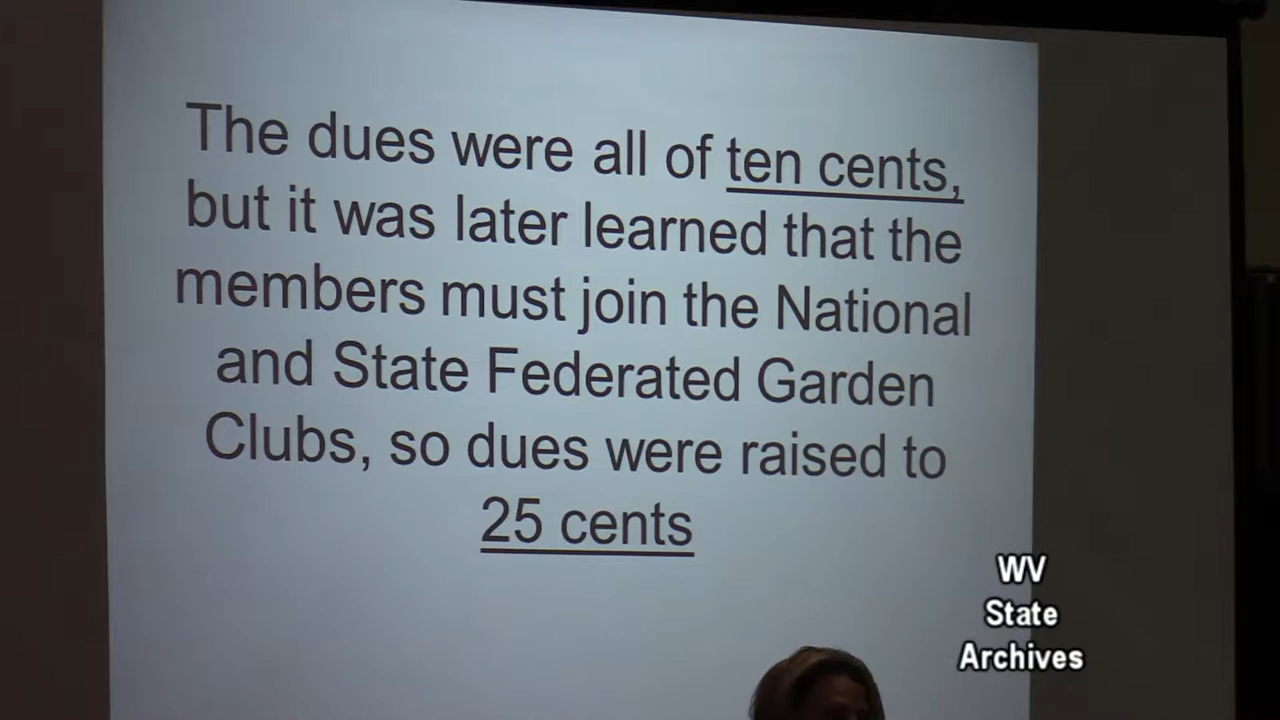 The dues were all of ten cents,
but it was later learned that the
members must join the National
and State Federated Garden
Clubs, so dues were raised to
25 cents
WV
State
Archives